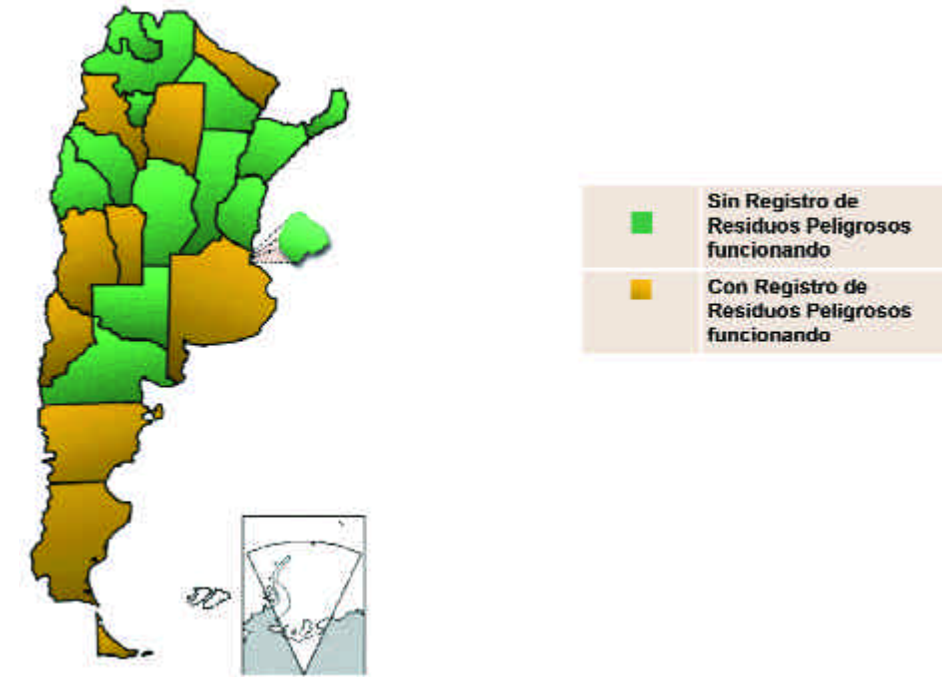 Sin Registro de
Residuos Peligrosos
funcionando
Con Registro de
Residuos Peligrosos
funcionando